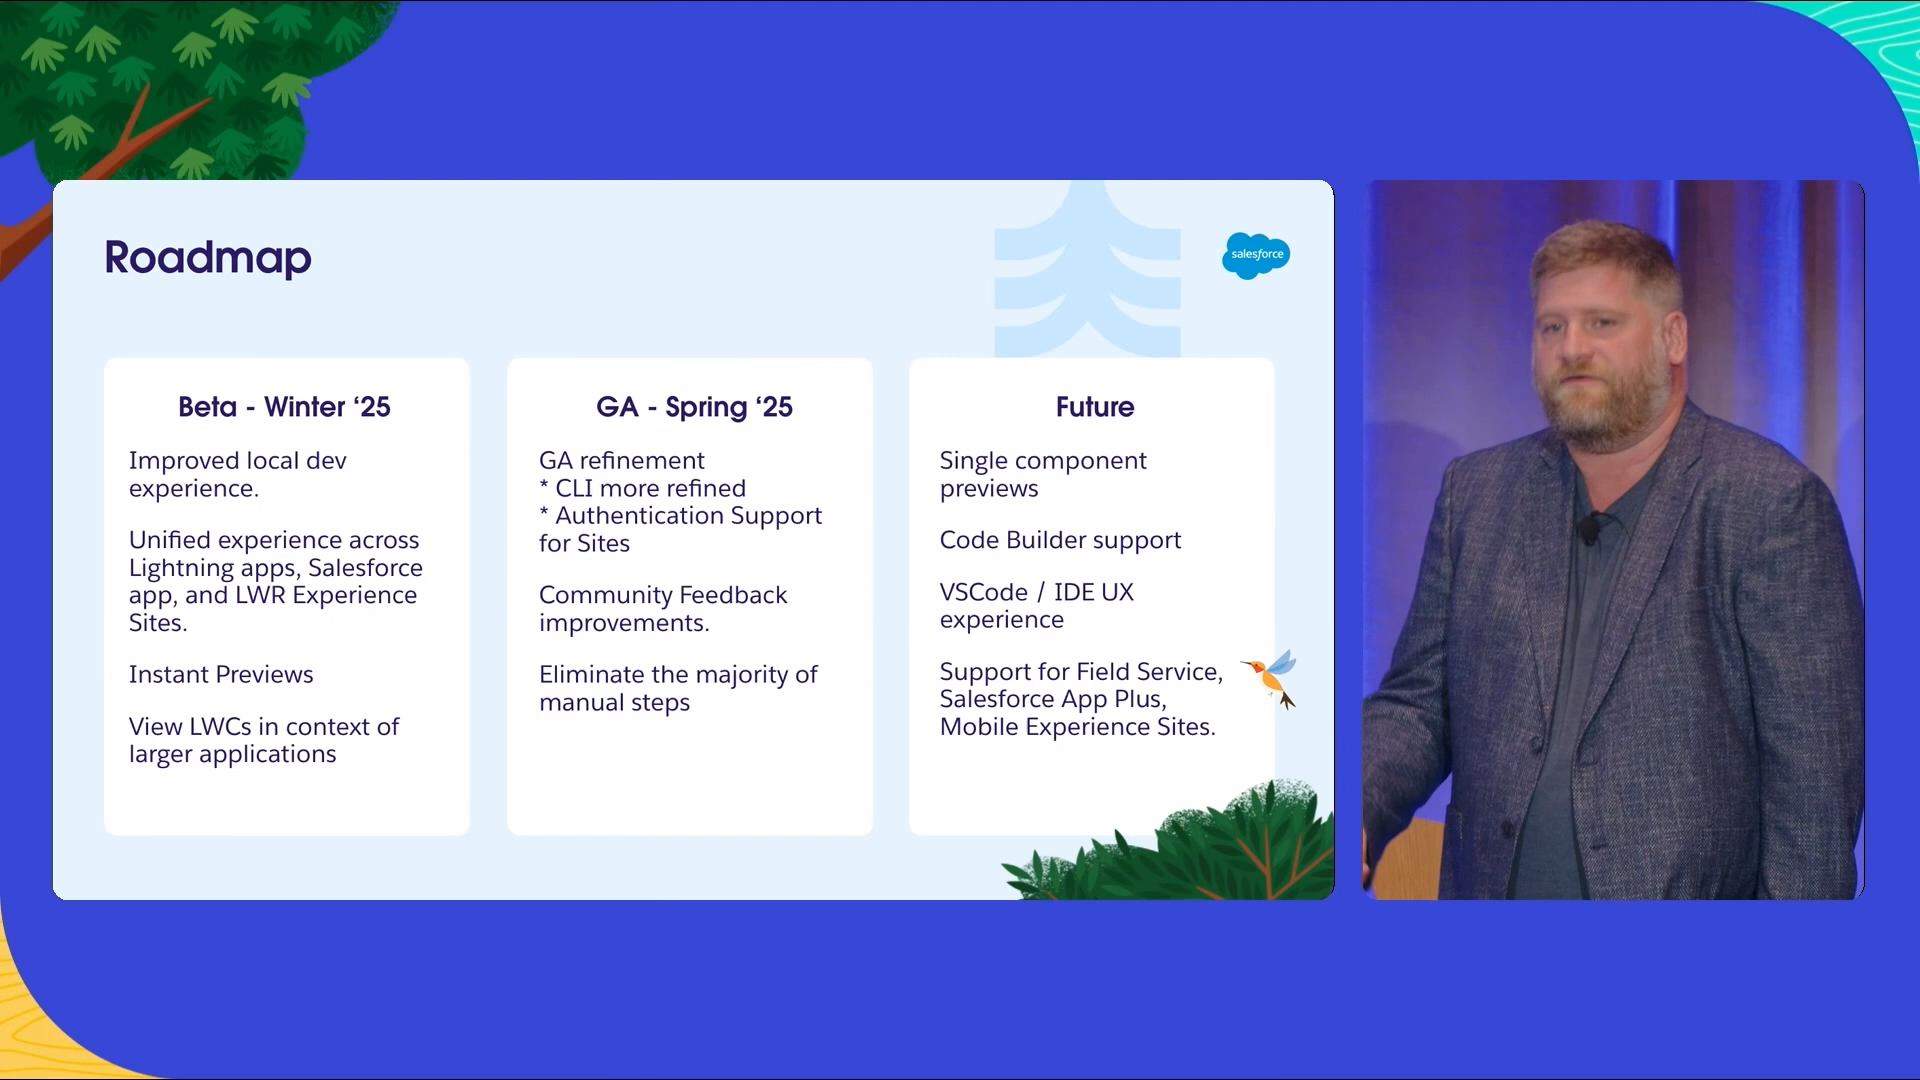 Roadmap
salesforce
Beta - Winter ‘25
Improved local dev
experience.
Unified experience across
Lightning apps, Salesforce
app, and LWR Experience
Sites.
Instant Previews
View LWCs in context of
larger applications
GA - Spring ‘25
GA refinement
* CLI more refined
* Authentication Support
for Sites
Community Feedback
improvements.
Eliminate the majority of
manual steps
Future
Single component
previews
Code Builder support
VSCode / IDE UX
experience
Support for Field Service,
Salesforce App Plus,
Mobile Experience Sites.